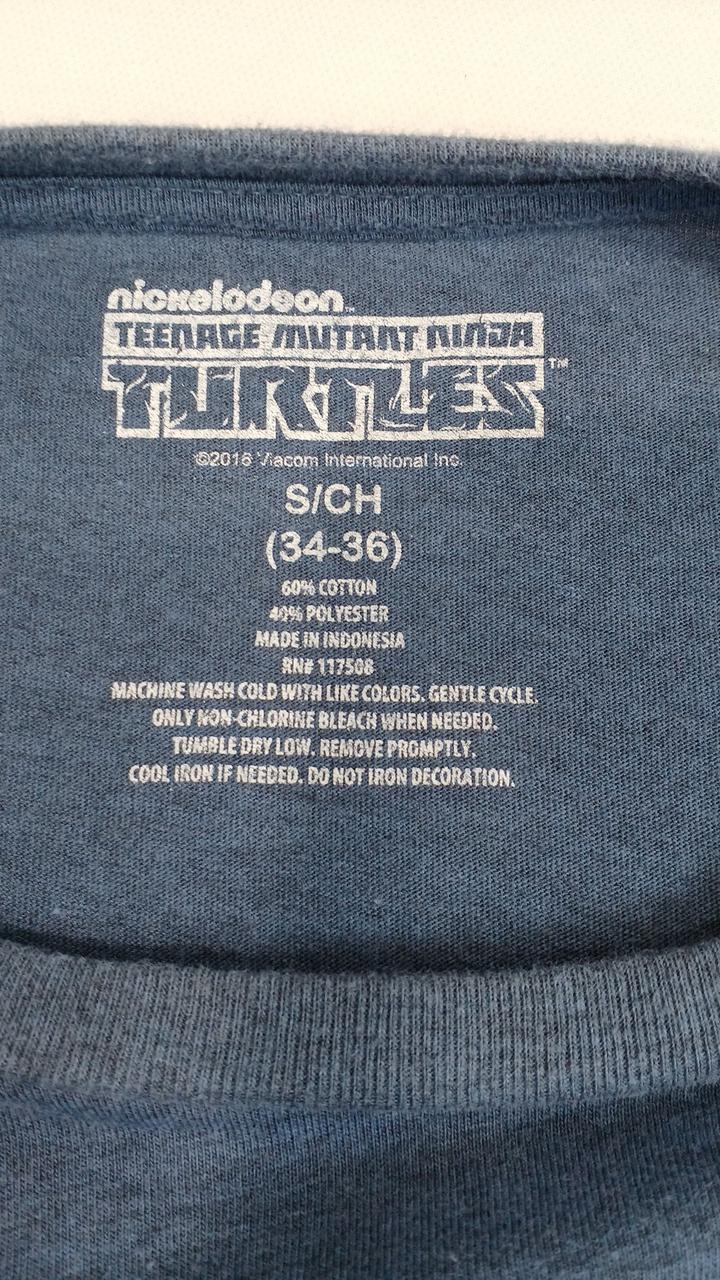 nickelodeon™
TEENAGE MUTANT NINJA
TURTLES™
©2016 Viacom International Inc.
S/CH
(34-36)
60% COTTON
40% POLYESTER
MADE IN INDONESIA
RN# 117508
MACHINE WASH COLD WITH LIKE COLORS. GENTLE CYCLE.
ONLY NON-CHLORINE BLEACH WHEN NEEDED.
TUMBLE DRY LOW. REMOVE PROMPTLY.
COOL IRON IF NEEDED. DO NOT IRON DECORATION.